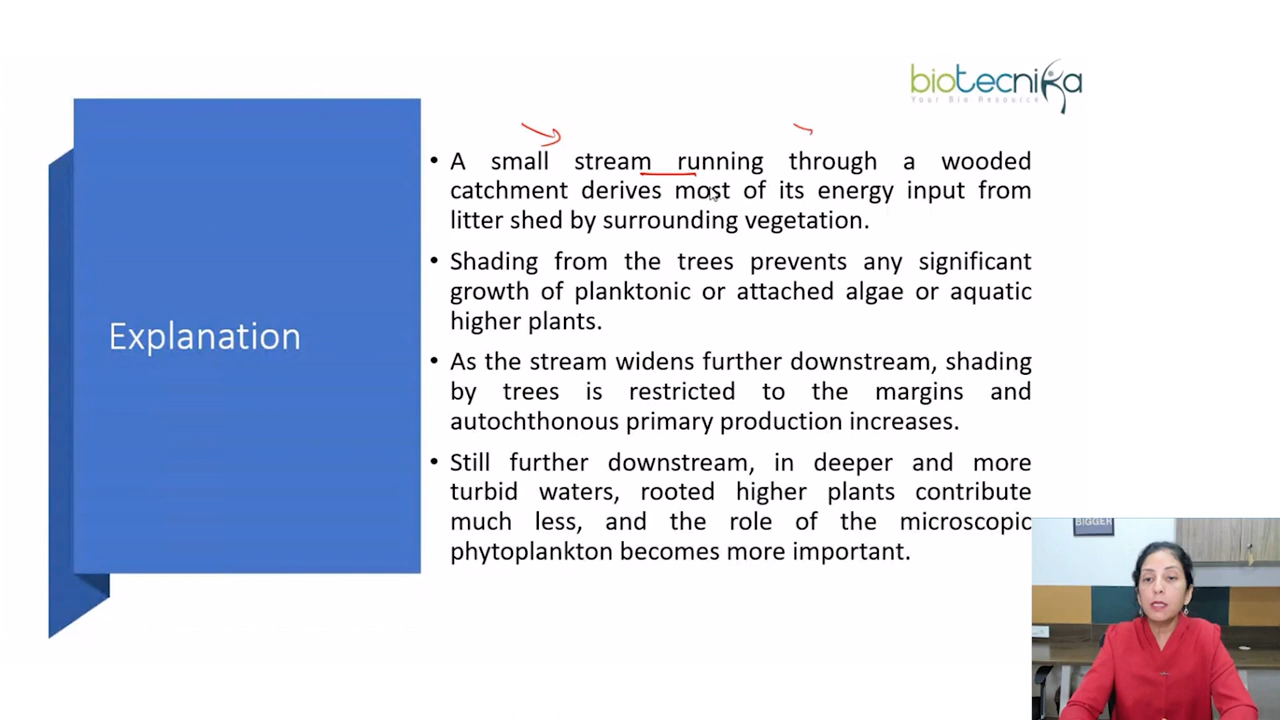 biotecnika
Your Bio Resource
Explanation
• A small stream running through a wooded
catchment derives most of its energy input from
litter shed by surrounding vegetation.
• Shading from the trees prevents any significant
growth of planktonic or attached algae or aquatic
higher plants.
• As the stream widens further downstream, shading
by trees is restricted to the margins and
autochthonous primary production increases.
• Still further downstream, in deeper and more
turbid waters, rooted higher plants contribute
much less, and the role of the microscopic
phytoplankton becomes more important.
BIGGER